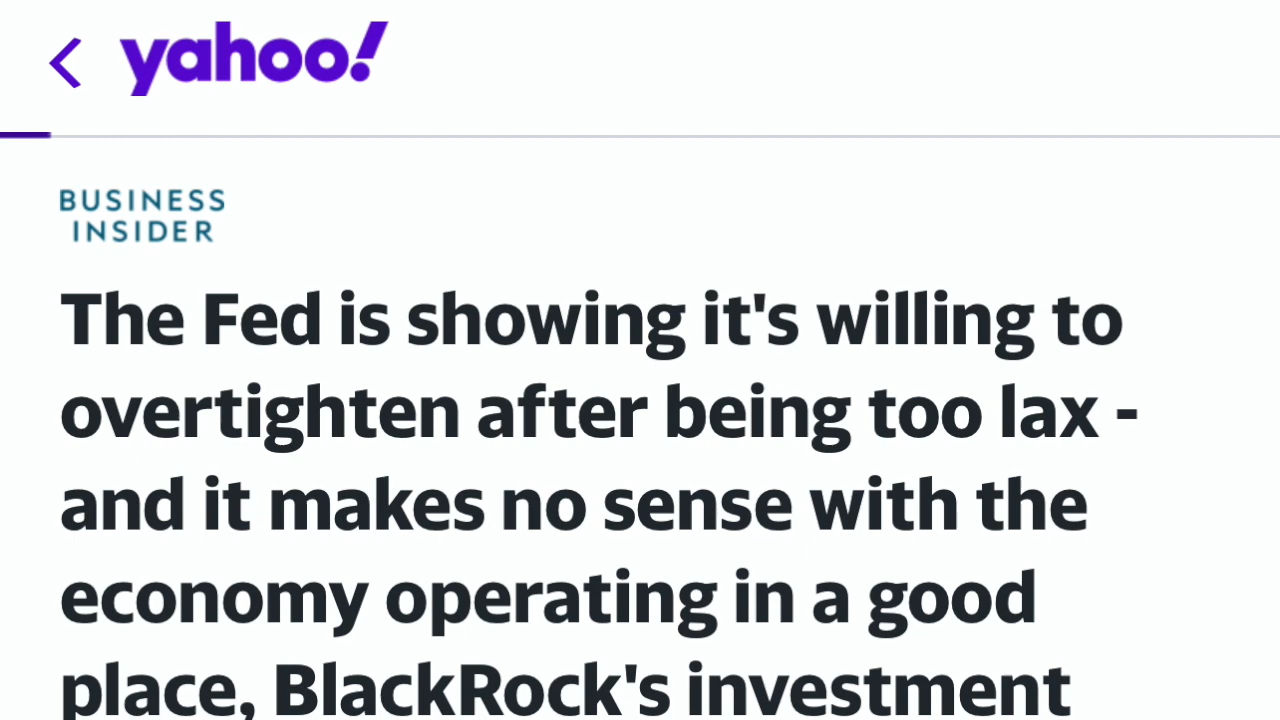 yahoo!
BUSINESS
INSIDER
The Fed is showing it's willing to
overtighten after being too lax -
and it makes no sense with the
economy operating in a good
place, BlackRock's investment